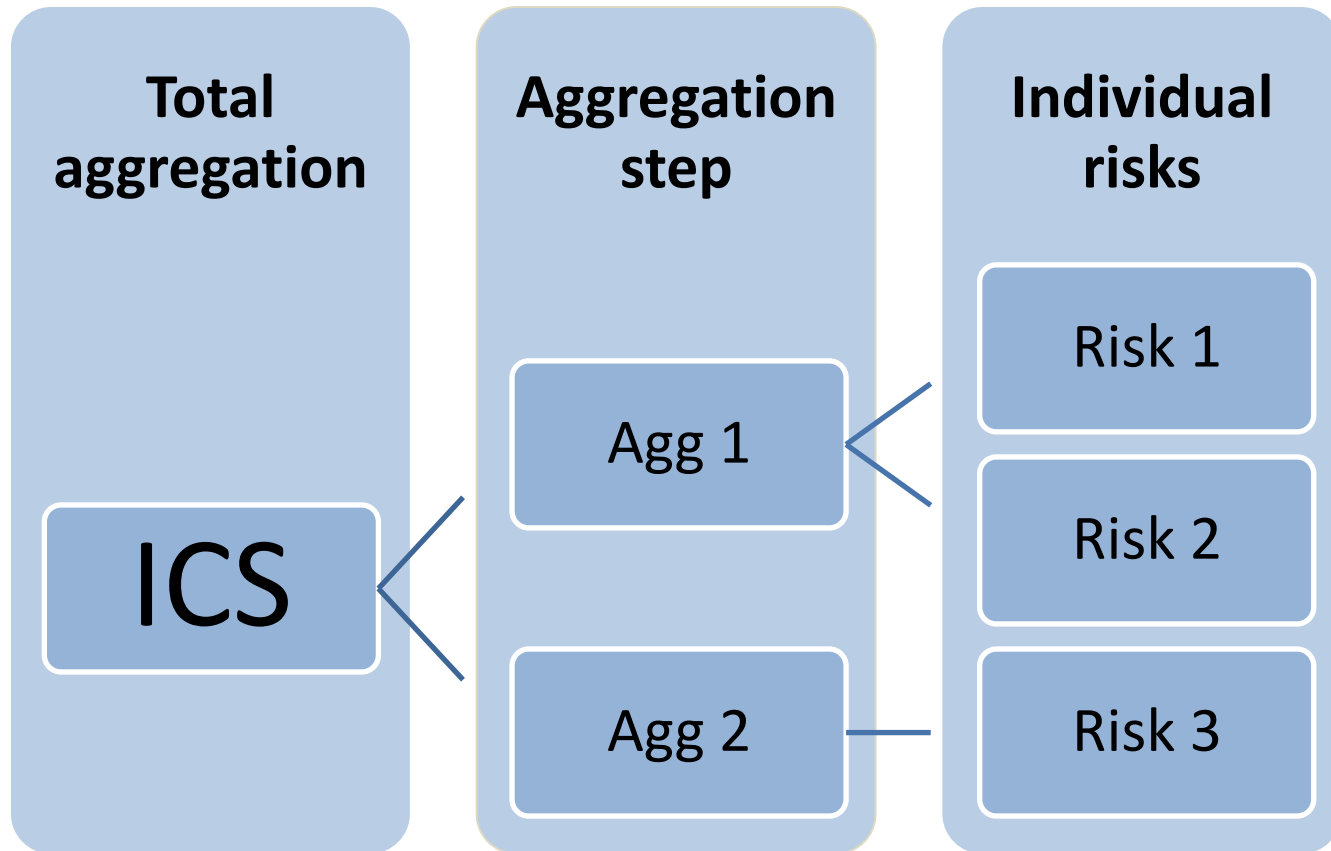 Total
aggregation
Aggregation
step
Individual
risks
ICS
Agg 1
Agg 2
Risk 1
Risk 2
Risk 3